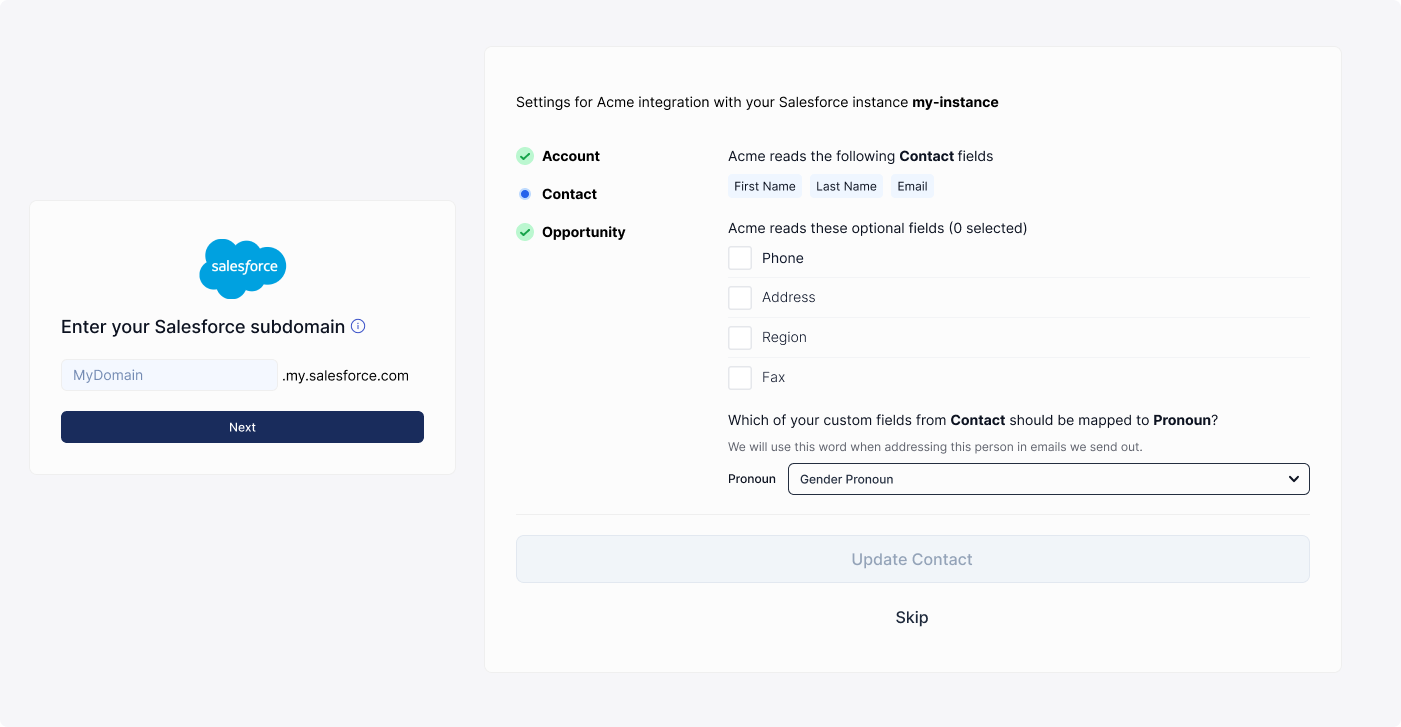 salesforce
Enter your Salesforce subdomain
MyDomain .my.salesforce.com
Next
Settings for Acme integration with your Salesforce instance my-instance
Account
Contact
Opportunity
Acme reads the following Contact fields
First Name Last Name Email
Acme reads these optional fields (0 selected)
Phone
Address
Region
Fax
Which of your custom fields from Contact should be mapped to Pronoun?
We will use this word when addressing this person in emails we send out.
Pronoun Gender Pronoun
Update Contact
Skip